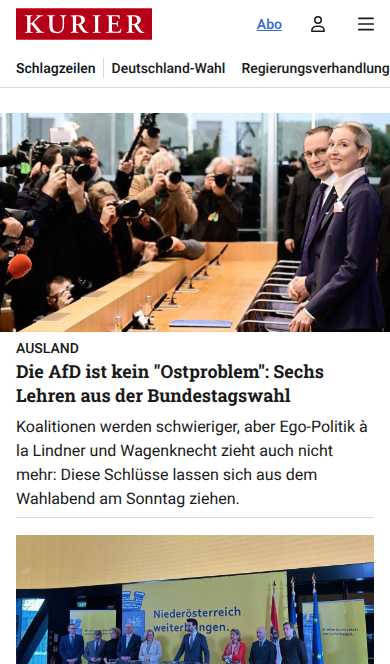 KURIER
Abo
Schlagzeilen
Deutschland-Wahl
Regierungsverhandlung
AUSLAND
Die AfD ist kein "Ostproblem": Sechs
Lehren aus der Bundestagswahl
Koalitionen werden schwieriger, aber Ego-Politik à
la Lindner und Wagenknecht zieht auch nicht
mehr: Diese Schlüsse lassen sich aus dem
Wahlabend am Sonntag ziehen.
Niederösterreich
weiterbringen.